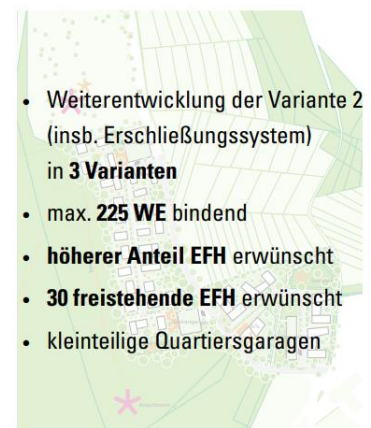 • Weiterentwicklung der Variante 2
(insb. Erschließungssystem)
in 3 Varianten
• max. 225 WE bindend
• höherer Anteil EFH erwünscht
• 30 freistehende EFH erwünscht
• kleinteilige Quartiersgaragen